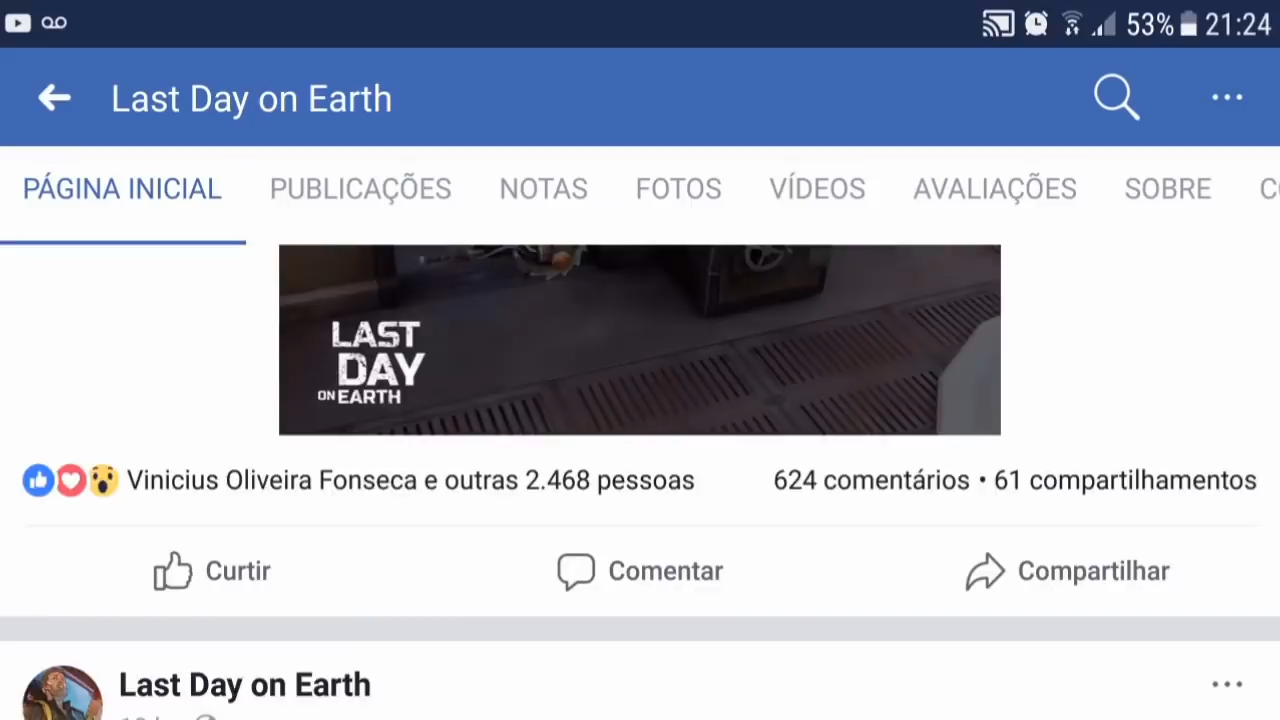 53% 21:24
Last Day on Earth
PÁGINA INICIAL PUBLICAÇÕES NOTAS FOTOS VÍDEOS AVALIAÇÕES SOBRE
LAST
DAY
ON EARTH
Vinicius Oliveira Fonseca e outras 2.468 pessoas 624 comentários • 61 compartilhamentos
Curtir Comentar Compartilhar
Last Day on Earth